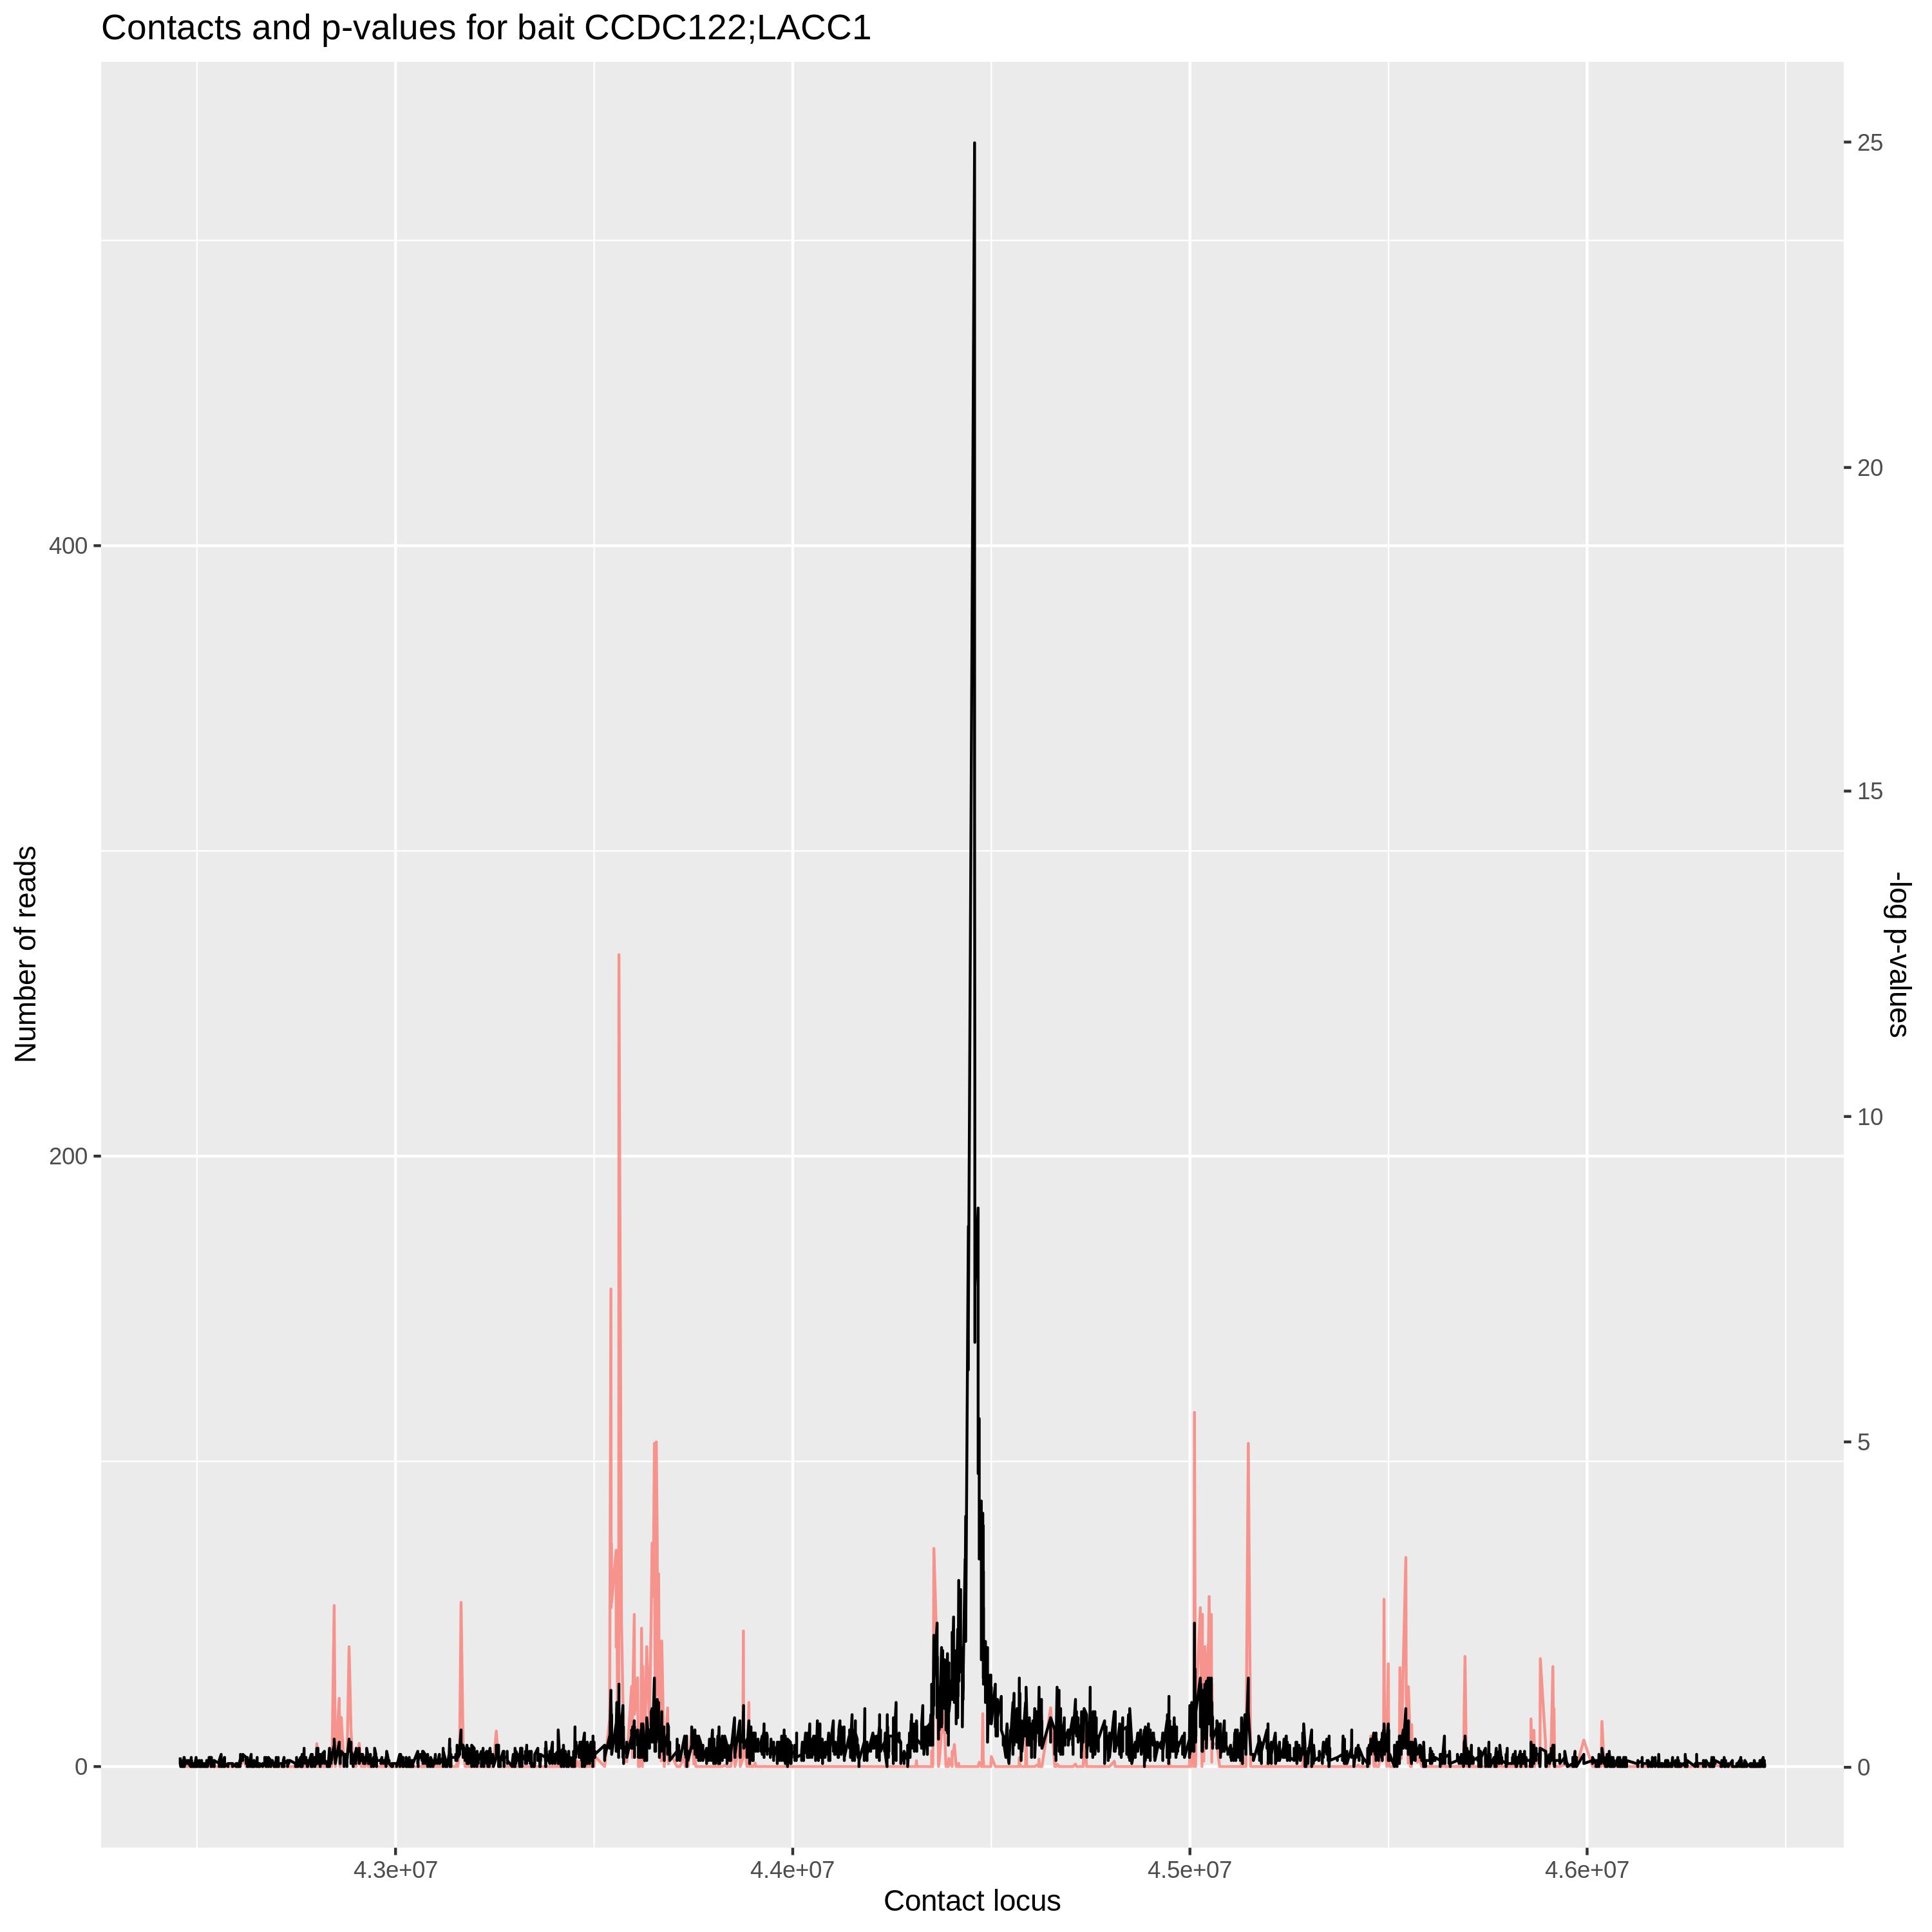 Contacts and p-values for bait CCDC122;LACC1
25
20
400
15
Number of reads
-log p-values
10
200
5
0
0
4.3e+07
4.4e+07
4.5e+07
4.6e+07
Contact locus